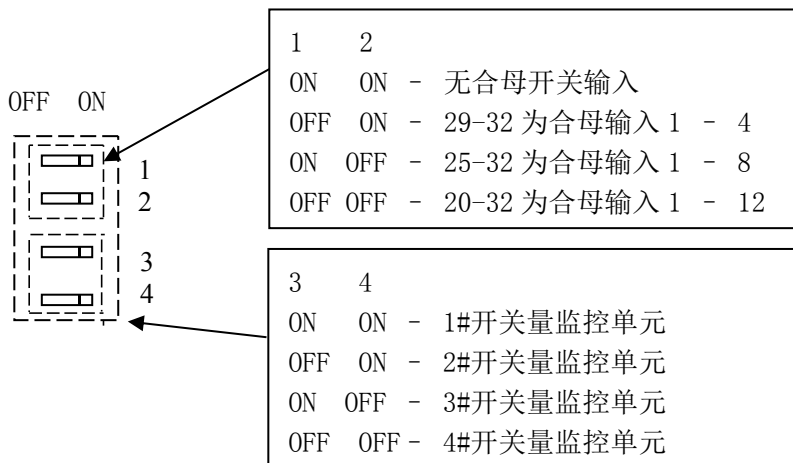 OFF ON
1
2
3
4
1 2
ON ON - 无合母开关输入
OFF ON - 29-32 为合母输入 1 - 4
ON OFF - 25-32 为合母输入 1 - 8
OFF OFF - 20-32 为合母输入 1 - 12
3 4
ON ON - 1#开关量监控单元
OFF ON - 2#开关量监控单元
ON OFF - 3#开关量监控单元
OFF OFF - 4#开关量监控单元